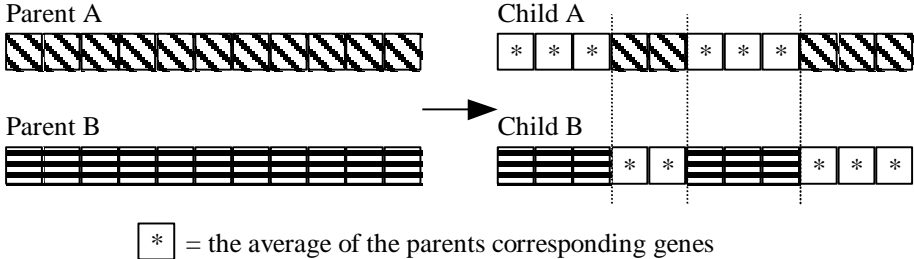 Parent A
Child A
* * * * * *
Parent B
Child B
* * * * *
* = the average of the parents corresponding genes